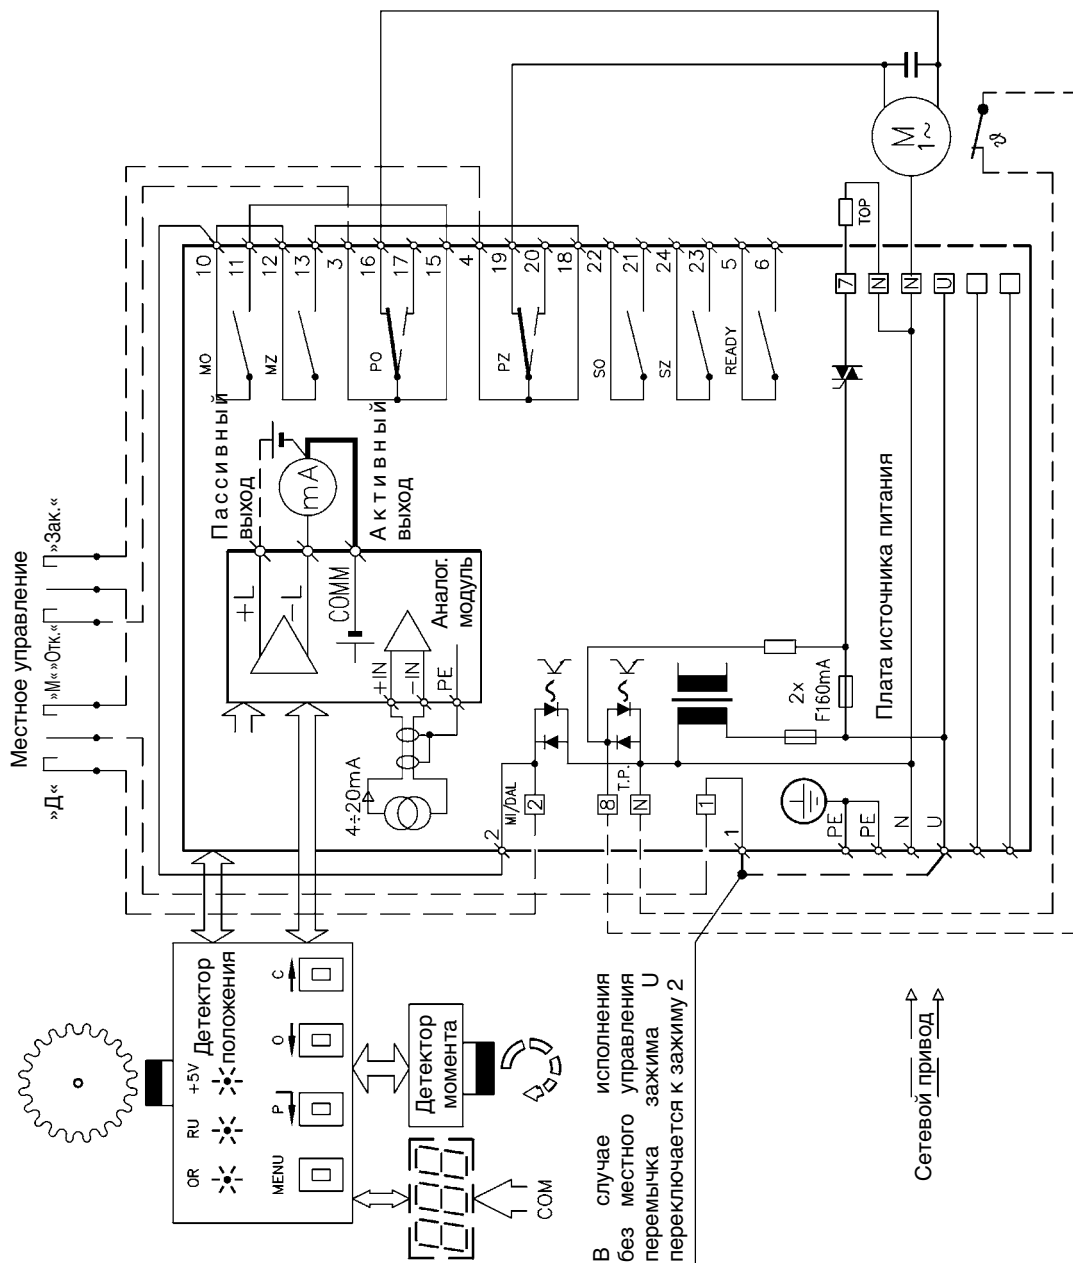 Местное управление
»Д«
»М«
»Отк.«
»Зак.«
10
11
12
13
3
16
17
15
4
19
20
18
22
21
24
23
5
6
MO
MZ
PO
PZ
SO
SZ
READY
Пассивный
выход
Активный
выход
mA
+L
-L
COMM
+IN
-IN
PE
Аналог.
модуль
4÷20mA
M
1~
ϑ
TOP
7
N
N
U
Плата источника питания
2x
F160mA
2
MI/DAL
2
8
T.P.
N
1
1
PE
PE
N
U
Детектор
положения
+5V
RU
OR
C
O
P
MENU
Детектор
момента
COM
В случае исполнения
без местного управления
перемычка зажима U
переключается к зажиму 2
Сетевой привод